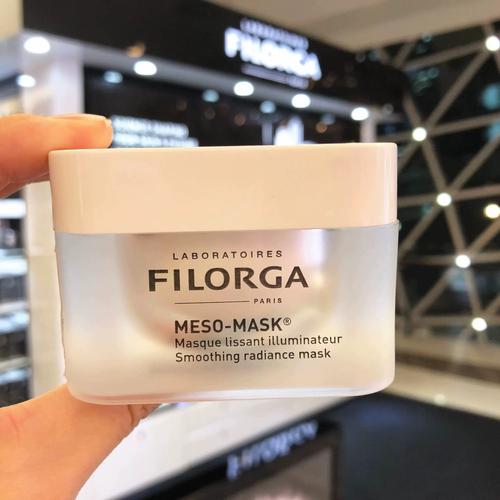 FILORGA
LABORATOIRES
FILORGA
PARIS
MESO-MASK®
Masque lissant illuminateur
Smoothing radiance mask